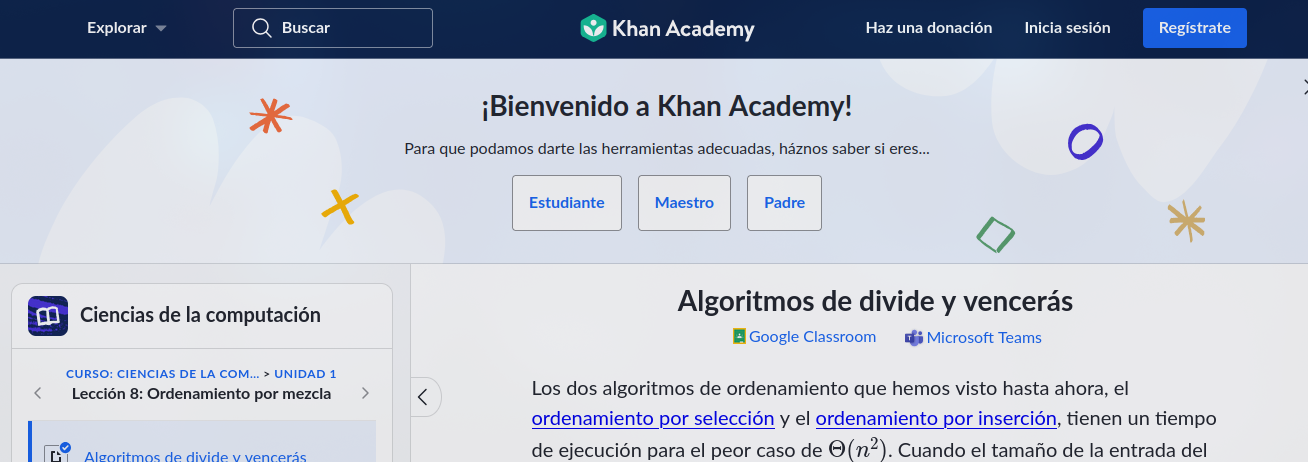 Explorar
Buscar
Khan Academy
Haz una donación
Inicia sesión
Regístrate
¡Bienvenido a Khan Academy!
Para que podamos darte las herramientas adecuadas, háznos saber si eres...
Estudiante
Maestro
Padre
Ciencias de la computación
CURSO: CIENCIAS DE LA COM... > UNIDAD 1
Lección 8: Ordenamiento por mezcla
Algoritmos de divide y vencerás
Algoritmos de divide y vencerás
Google Classroom
Microsoft Teams
Los dos algoritmos de ordenamiento que hemos visto hasta ahora, el
ordenamiento por selección y el ordenamiento por inserción, tienen un tiempo
de ejecución para el peor caso de Θ(n²). Cuando el tamaño de la entrada del